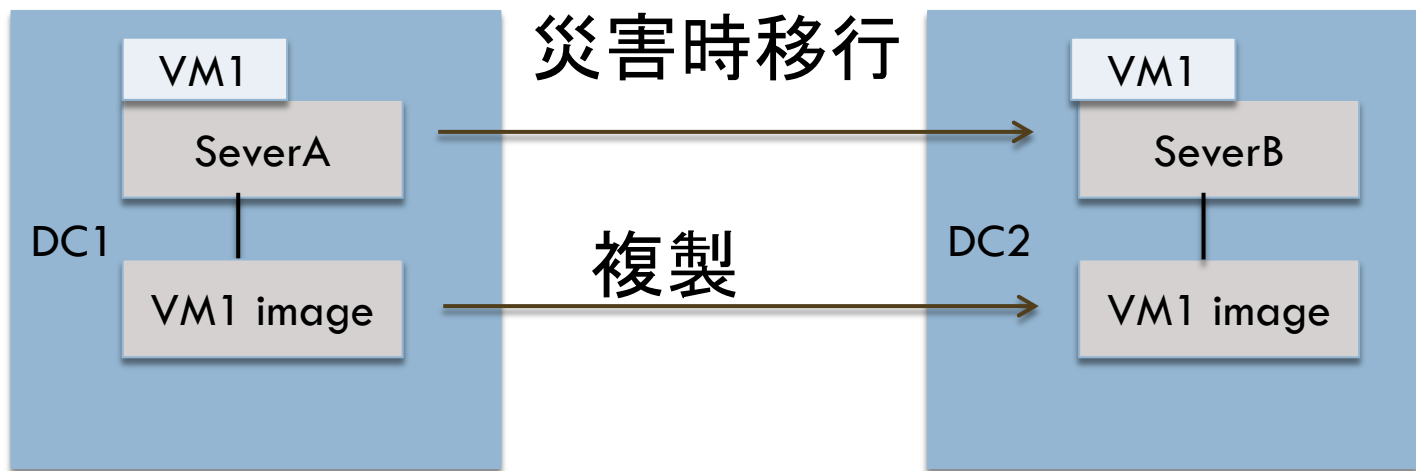 災害時移行
VM1
SeverA
DC1
VM1 image
複製
VM1
SeverB
DC2
VM1 image